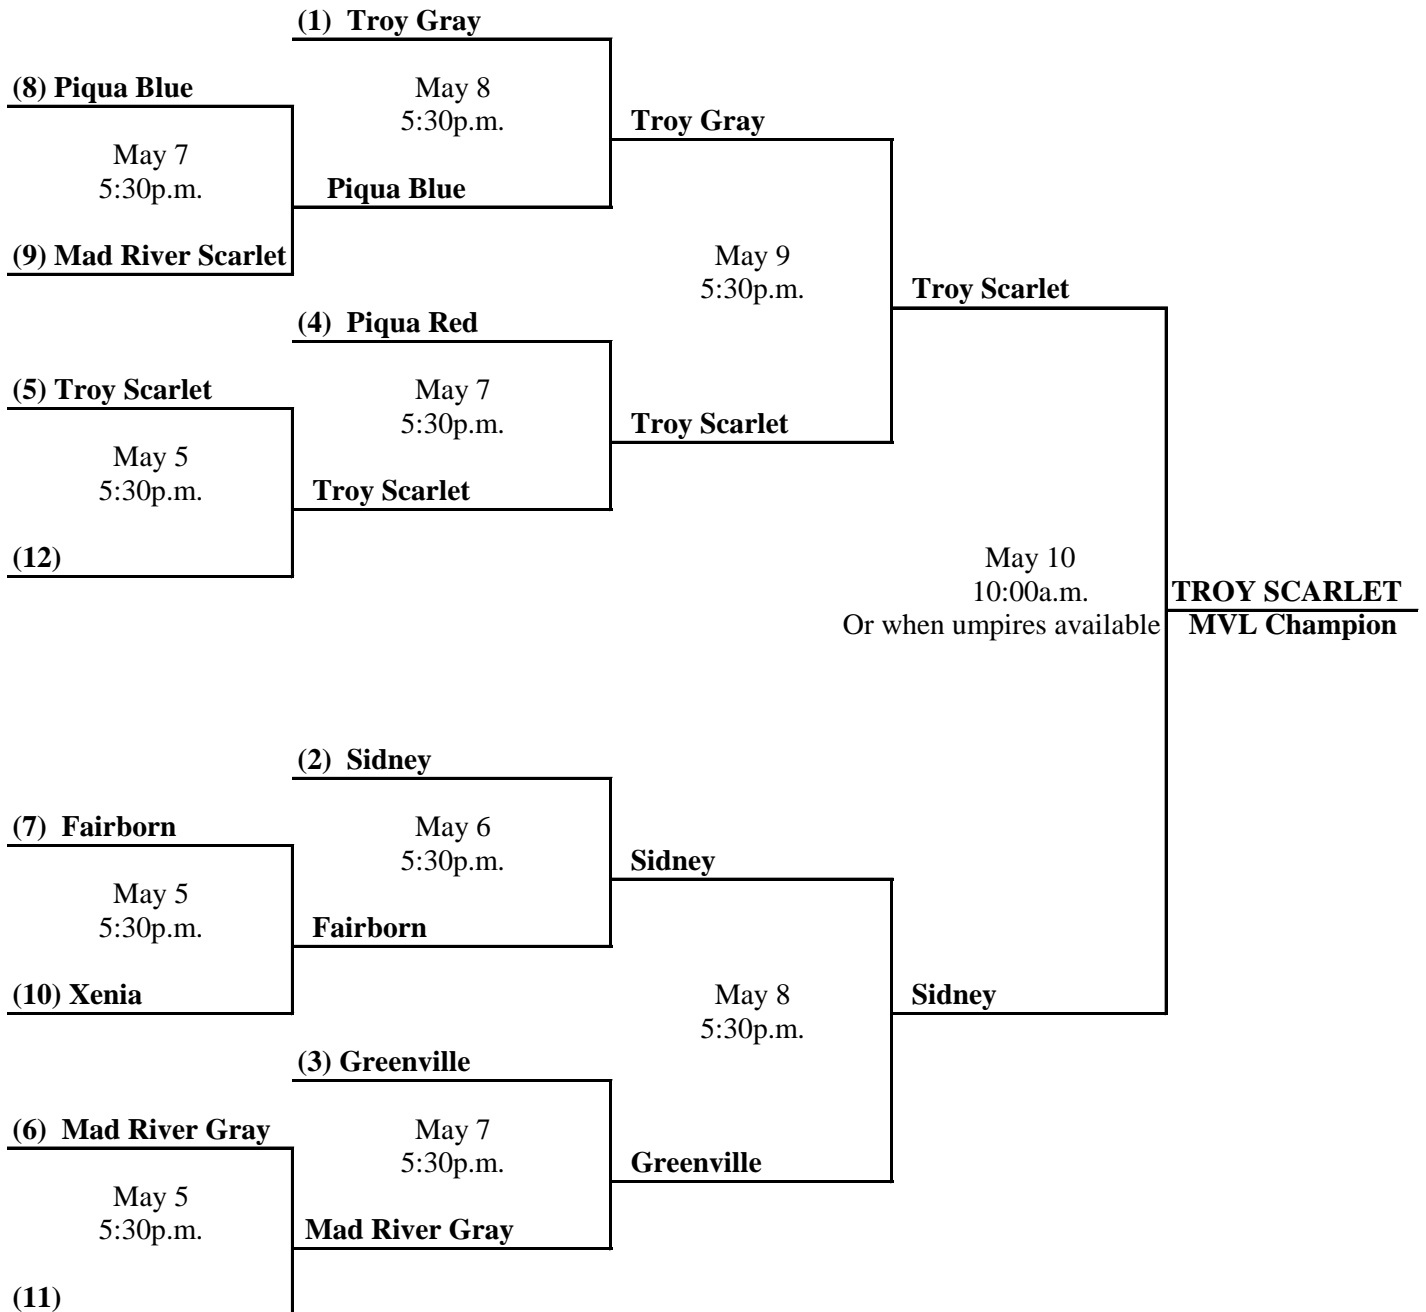 (1) Troy Gray
(8) Piqua Blue
May 8
5:30p.m.
Troy Gray
May 7
5:30p.m.
Piqua Blue
(9) Mad River Scarlet
May 9
5:30p.m.
Troy Scarlet
(4) Piqua Red
(5) Troy Scarlet
May 7
5:30p.m.
Troy Scarlet
May 5
5:30p.m.
Troy Scarlet
(12)
May 10
10:00a.m.
Or when umpires available
TROY SCARLET
MVL Champion
(2) Sidney
(7) Fairborn
May 6
5:30p.m.
Sidney
May 5
5:30p.m.
Fairborn
(10) Xenia
May 8
5:30p.m.
Sidney
(3) Greenville
(6) Mad River Gray
May 7
5:30p.m.
Greenville
May 5
5:30p.m.
Mad River Gray
(11)